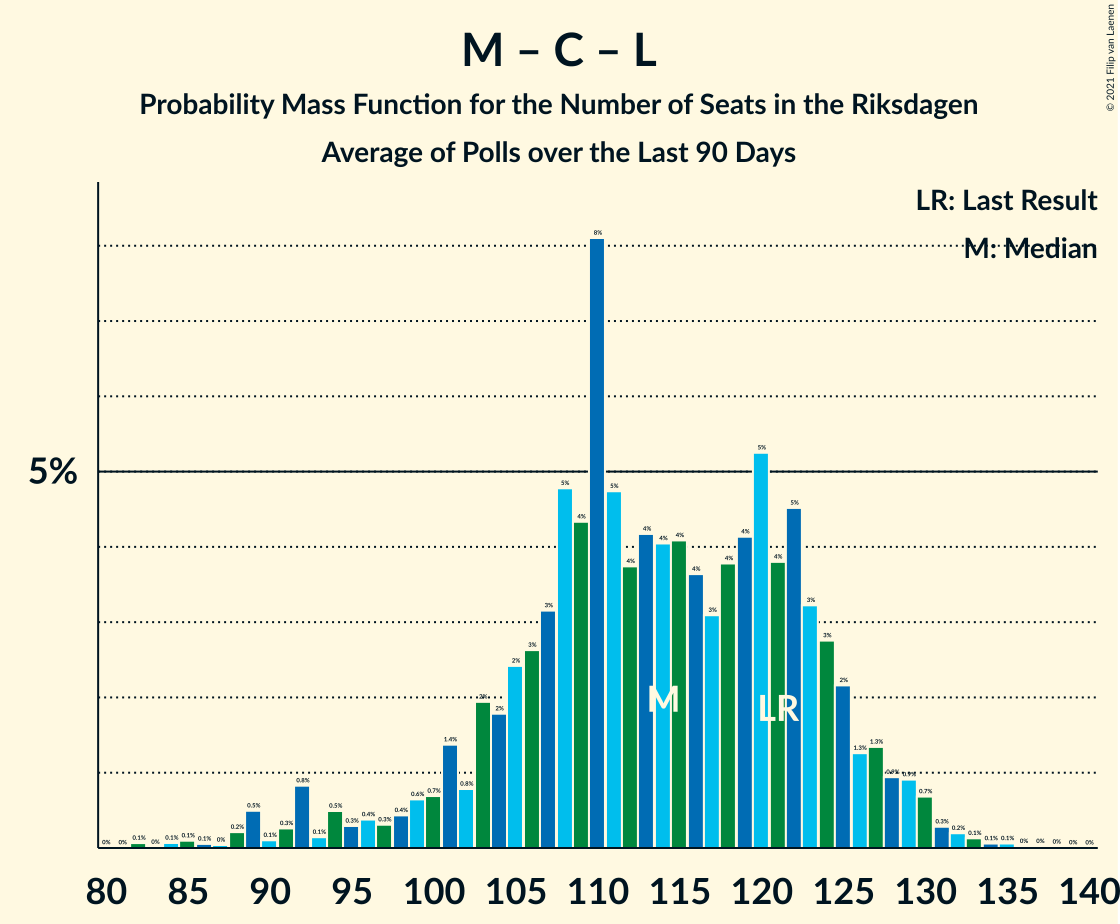 M – C – L
Probability Mass Function for the Number of Seats in the Riksdagen
Average of Polls over the Last 90 Days
© 2021 Filip van Laenen
LR: Last Result
M: Median
5%
0% 0% 0.1% 0% 0.1% 0.1% 0.1% 0% 0.2% 0.5% 0.1% 0.3% 0.8% 0.1% 0.5% 0.3% 0.4% 0.3% 0.4% 0.6% 0.7% 1.4% 0.8% 2% 2% 2% 3% 3% 5% 4% 8% 5% 4% 4% 4% 4% 4% 3% 4% 4% 5% 4% 5% 3% 3% 2% 1.3% 1.3% 0.9% 0.9% 0.7% 0.3% 0.2% 0.1% 0.1% 0.1% 0% 0% 0% 0% 0%
M
LR
80 85 90 95 100 105 110 115 120 125 130 135 140